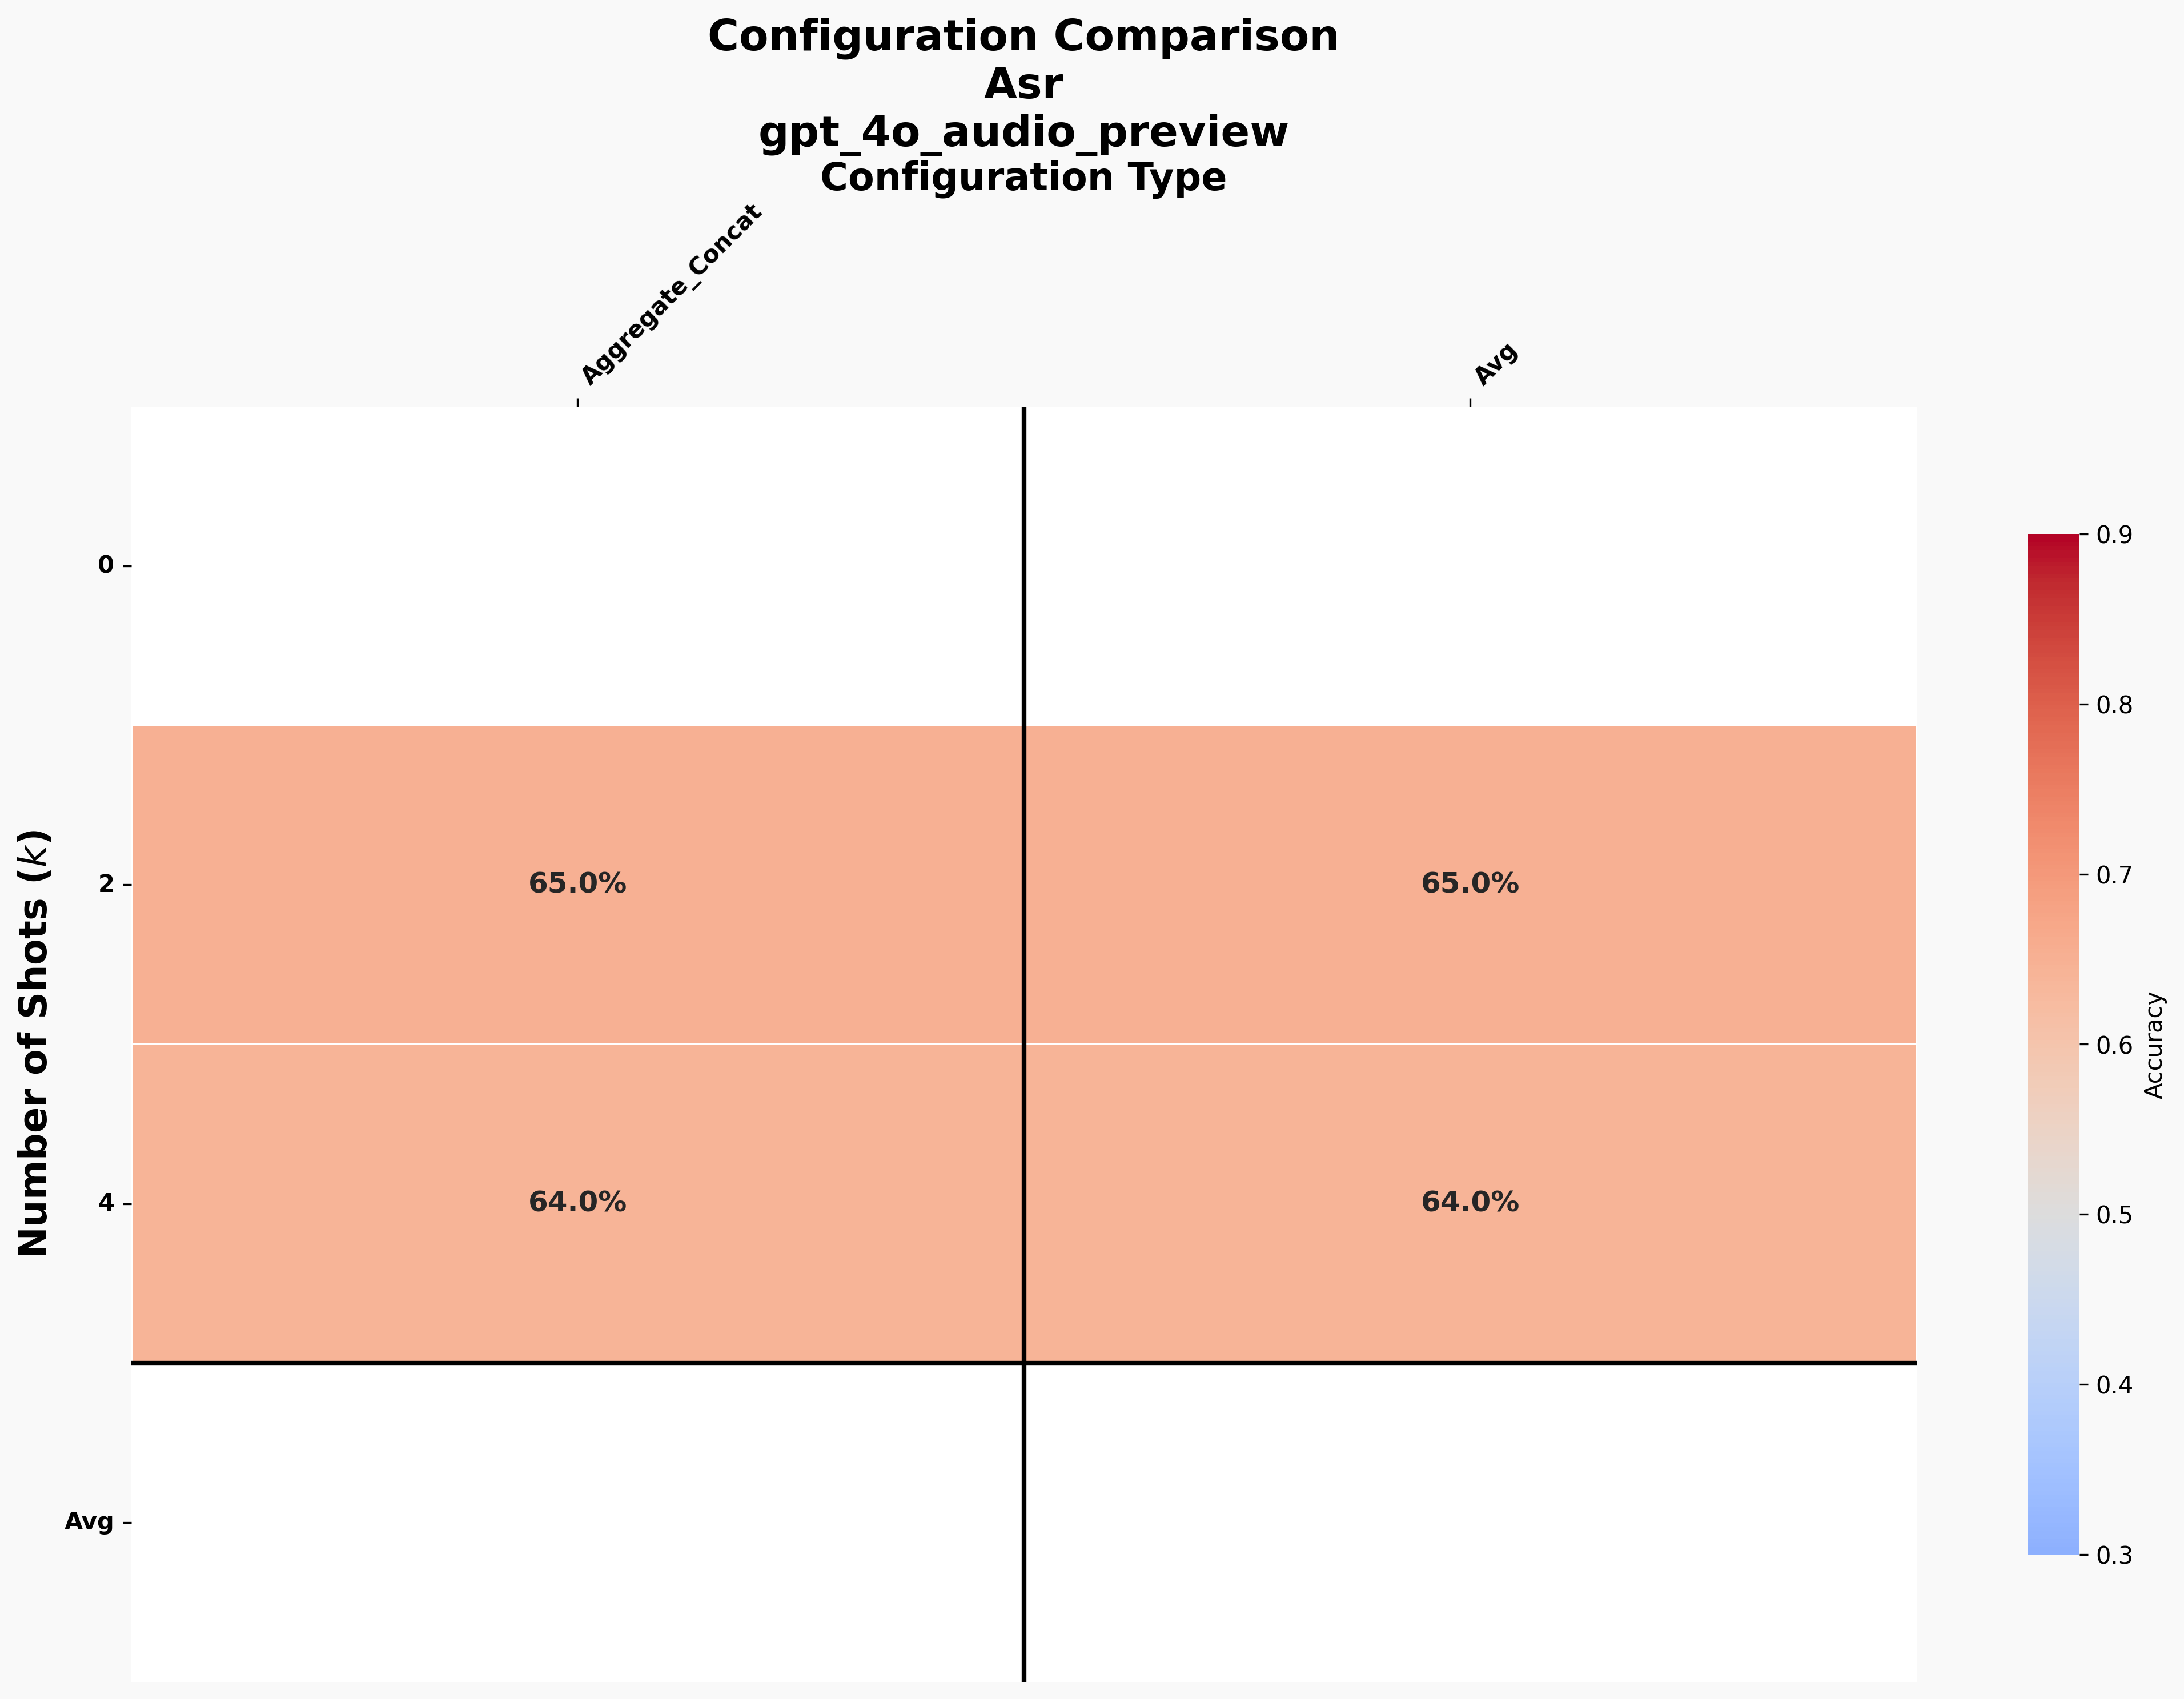 Configuration Comparison
Asr
gpt_4o_audio_preview
Configuration Type
Aggregate_Concat
Avg
Number of Shots (k)
0
2
65.0%
65.0%
4
64.0%
64.0%
Avg
0.9
0.8
0.7
0.6
0.5
0.4
0.3
Accuracy